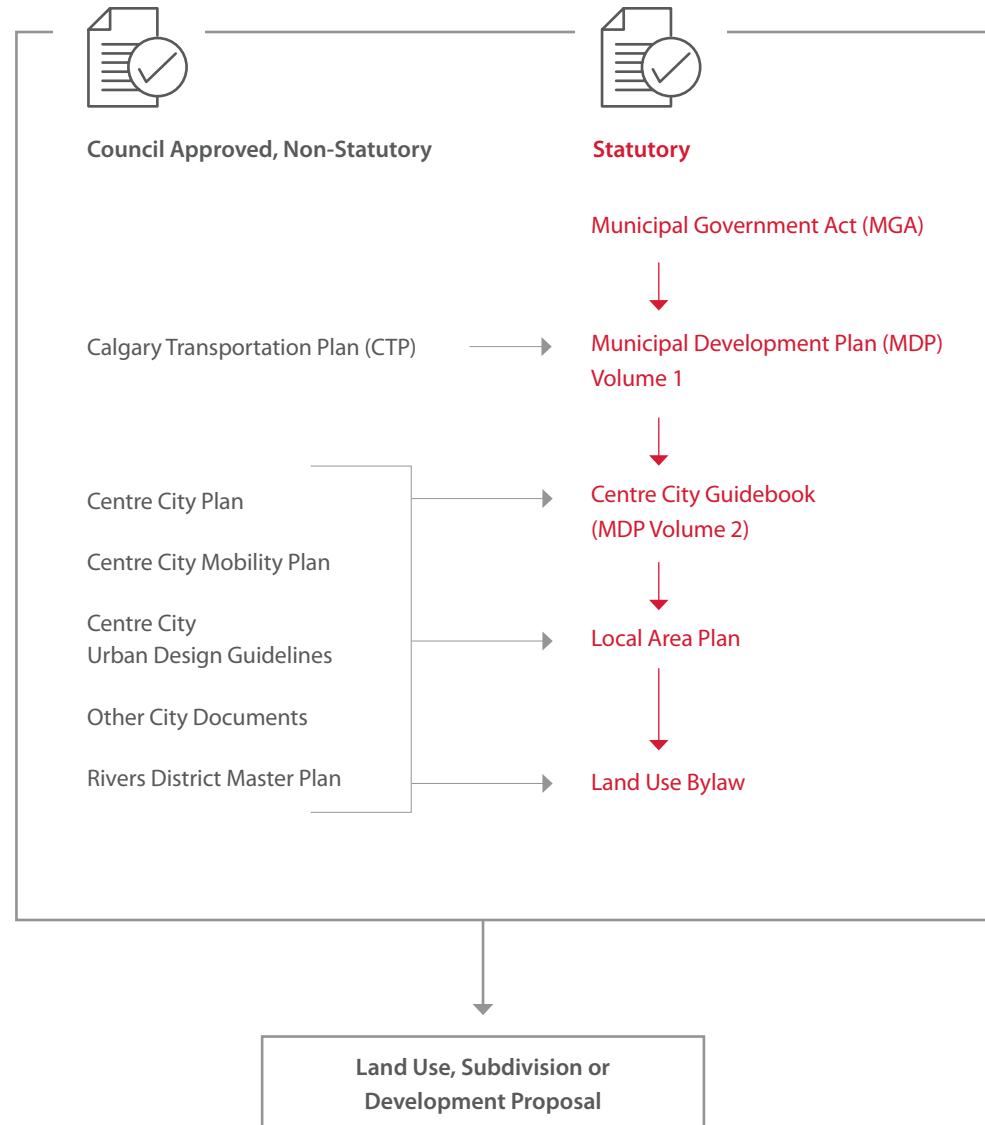 Council Approved, Non-Statutory
Statutory
Municipal Government Act (MGA)
Calgary Transportation Plan (CTP)
Municipal Development Plan (MDP)
Volume 1
Centre City Plan
Centre City Guidebook
(MDP Volume 2)
Centre City Mobility Plan
Centre City
Urban Design Guidelines
Local Area Plan
Other City Documents
Rivers District Master Plan
Land Use Bylaw
Land Use, Subdivision or
Development Proposal